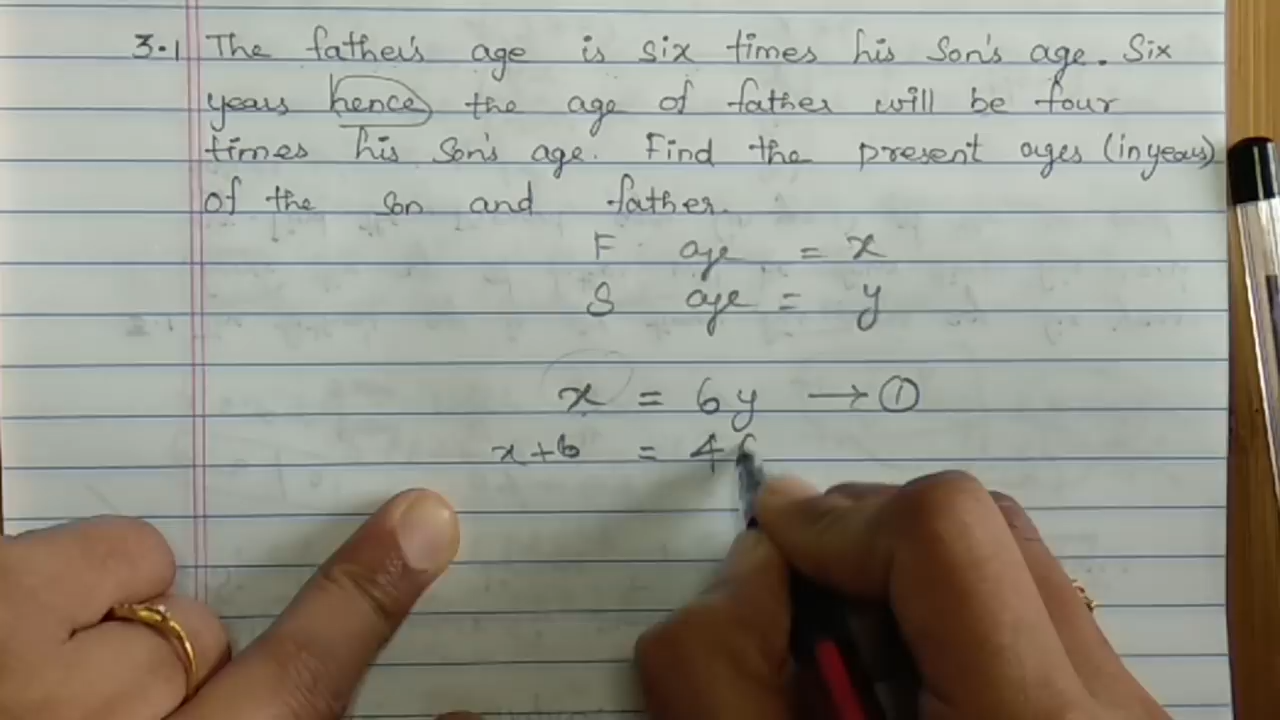 3.1 The father's age is six times his Son's age. Six
years hence the age of father will be four
times his Son's age. Find the present ages (in years)
of the son and father.
F age = x
S age = y
x = 6y → ①
x+6 = 4(